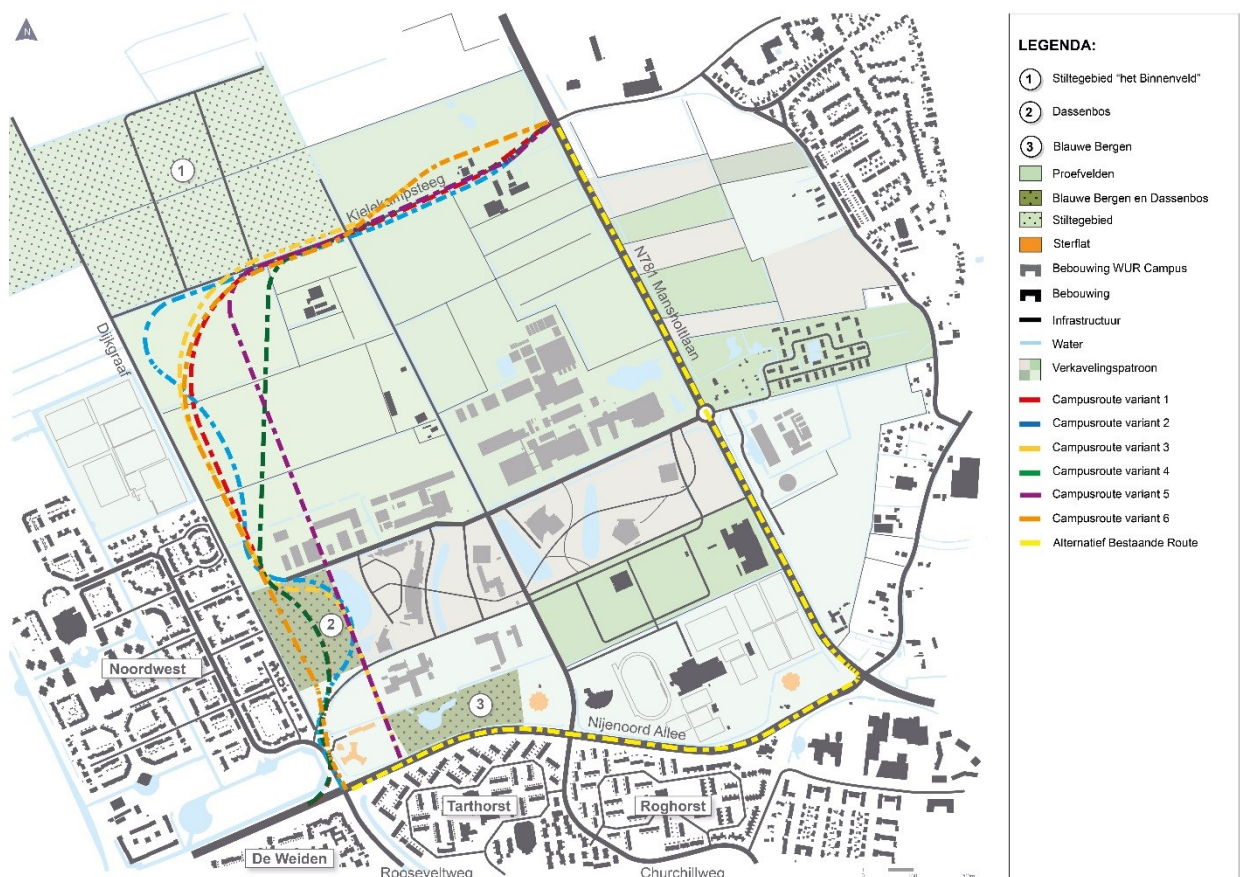 N
1
Kielekampsteeg
N781 Mansholtlaan
Dijkgraaf
2
Noordwest
3
Nijenoord Allee
Tarthorst
Roghorst
De Weiden
Rooseveltweg
Churchillweg
LEGENDA:
1 Stiltegebied "het Binnenveld"
2 Dassenbos
3 Blauwe Bergen
Proefvelden
Blauwe Bergen en Dassenbos
Stiltegebied
Sterflat
Bebouwing WUR Campus
Bebouwing
Infrastructuur
Water
Verkavelingspatroon
Campusroute variant 1
Campusroute variant 2
Campusroute variant 3
Campusroute variant 4
Campusroute variant 5
Campusroute variant 6
Alternatief Bestaande Route